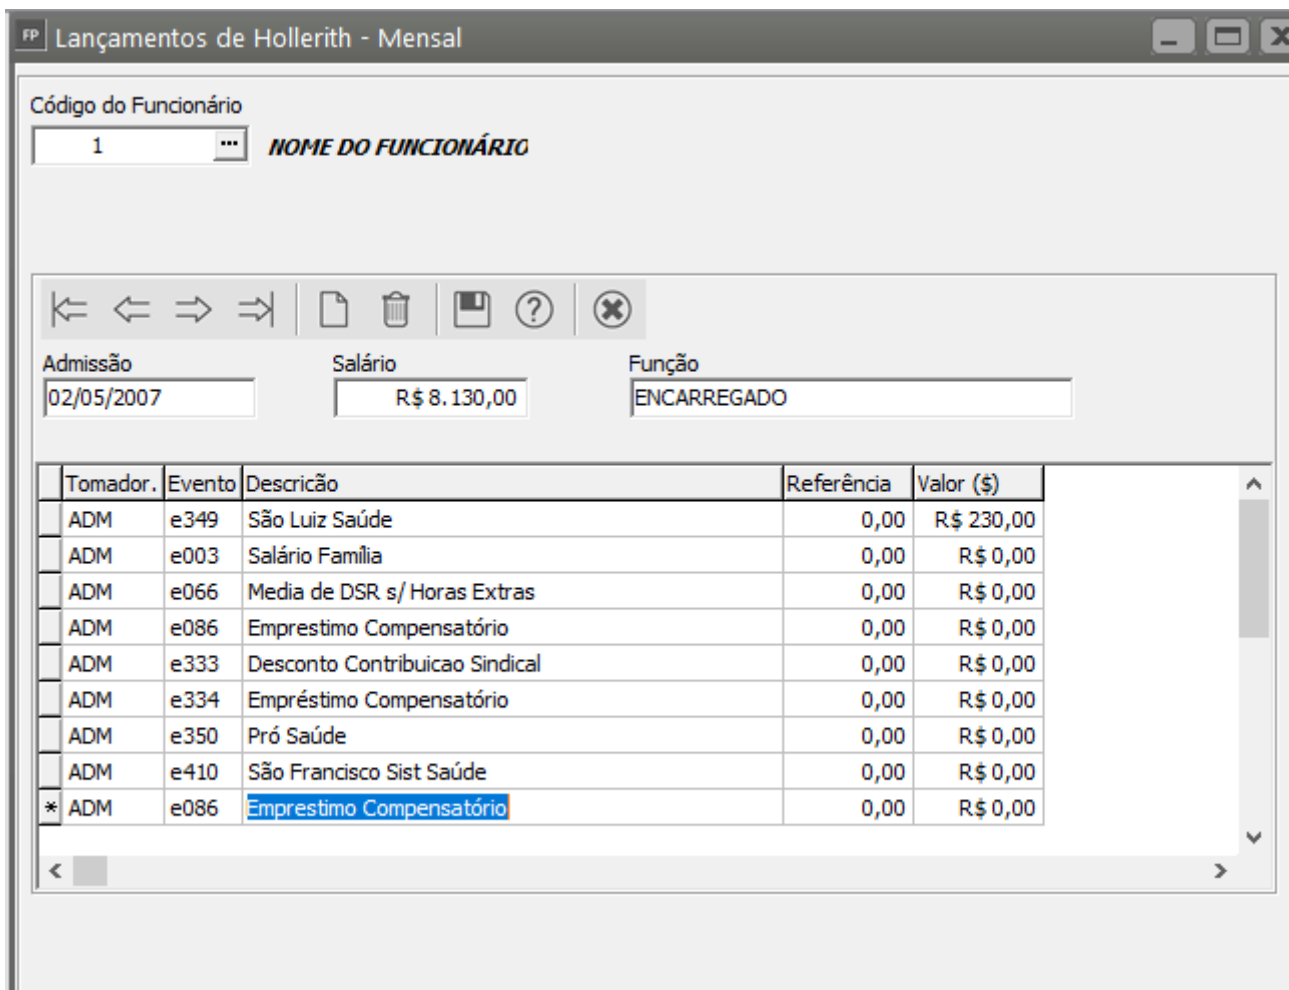 FP Lançamentos de Hollerith - Mensal
Código do Funcionário
1 ... NOME DO FUNCIONÁRIO
Admissão Salário Função
02/05/2007 R$ 8.130,00 ENCARREGADO
Tomador. Evento Descricão Referência Valor ($)
ADM e349 São Luiz Saúde 0,00 R$ 230,00
ADM e003 Salário Família 0,00 R$ 0,00
ADM e066 Media de DSR s/ Horas Extras 0,00 R$ 0,00
ADM e086 Emprestimo Compensatório 0,00 R$ 0,00
ADM e333 Desconto Contribuicao Sindical 0,00 R$ 0,00
ADM e334 Empréstimo Compensatório 0,00 R$ 0,00
ADM e350 Pró Saúde 0,00 R$ 0,00
ADM e410 São Francisco Sist Saúde 0,00 R$ 0,00
* ADM e086 Emprestimo Compensatório 0,00 R$ 0,00